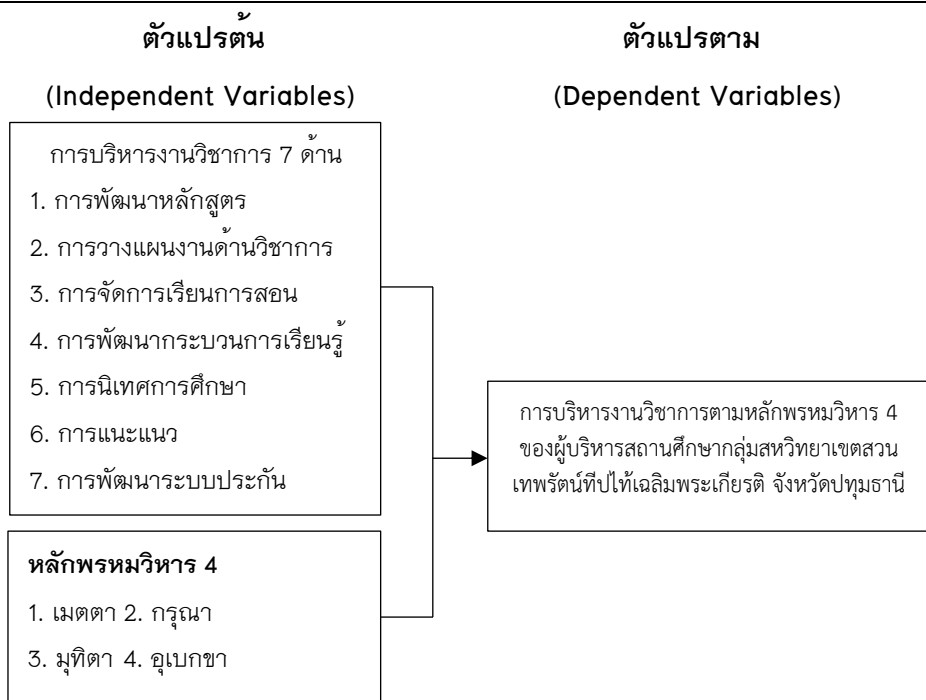 ตัวแปรต้น
(Independent Variables)
การบริหารงานวิชาการ 7 ด้าน
1. การพัฒนาหลักสูตร
2. การวางแผนงานด้านวิชาการ
3. การจัดการเรียนการสอน
4. การพัฒนากระบวนการเรียนรู้
5. การนิเทศการศึกษา
6. การแนะแนว
7. การพัฒนาระบบประกัน
หลักพรหมวิหาร 4
1. เมตตา 2. กรุณา
3. มุทิตา 4. อุเบกขา
ตัวแปรตาม
(Dependent Variables)
การบริหารงานวิชาการตามหลักพรหมวิหาร 4
ของผู้บริหารสถานศึกษากลุ่มสหวิทยาเขตสวน
เทพรัตน์ทีปไท้เฉลิมพระเกียรติ จังหวัดปทุมธานี